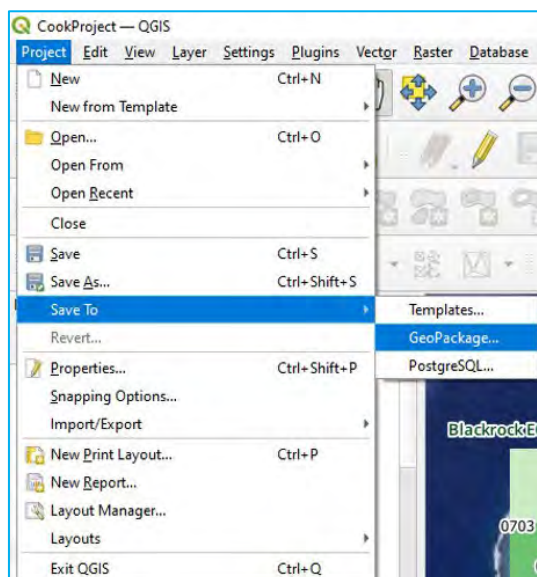 CookProject — QGIS
Project Edit View Layer Settings Plugins Vector Raster Database
New Ctrl+N
New from Template
Open... Ctrl+O
Open From
Open Recent
Close
Save Ctrl+S
Save As... Ctrl+Shift+S
Save To
Templates...
GeoPackage...
PostgreSQL...
Revert...
Properties... Ctrl+Shift+P
Snapping Options...
Import/Export
New Print Layout... Ctrl+P
New Report...
Layout Manager...
Layouts
Exit QGIS Ctrl+Q
Blackrock
0703